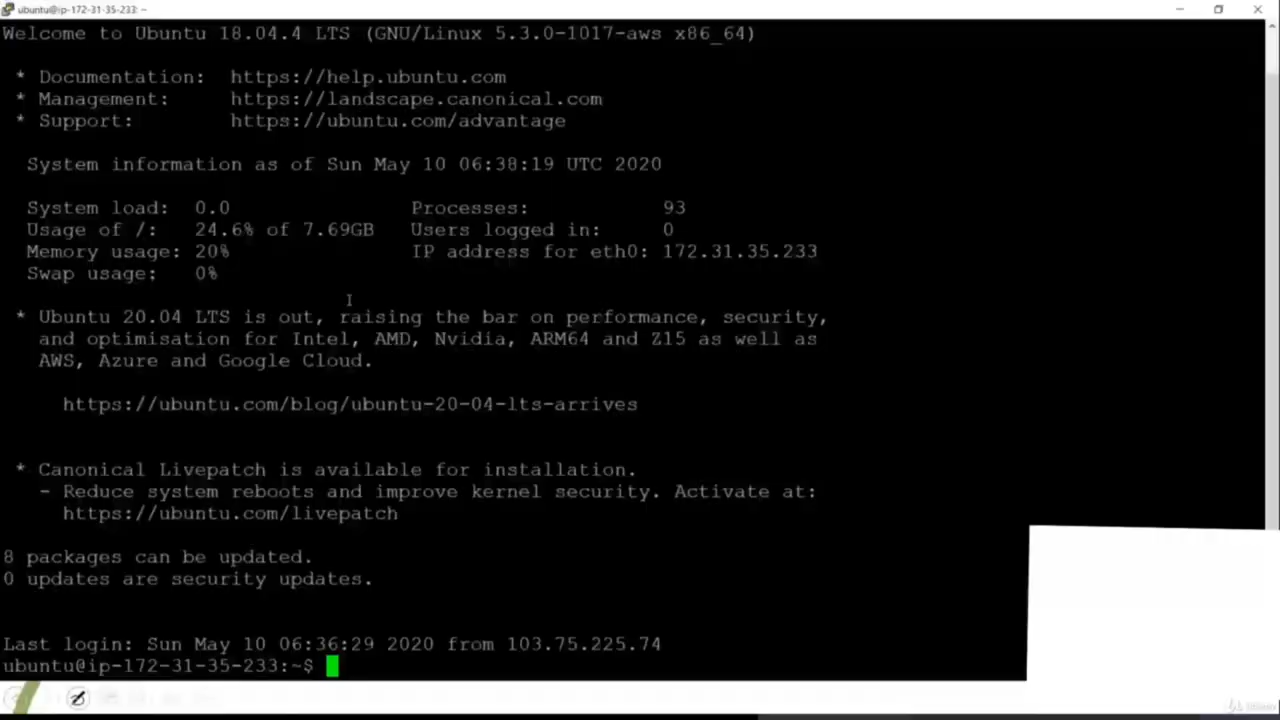 ubuntu@ip-172-31-35-233: ~
Welcome to Ubuntu 18.04.4 LTS (GNU/Linux 5.3.0-1017-aws x86_64)
* Documentation: https://help.ubuntu.com
* Management: https://landscape.canonical.com
* Support: https://ubuntu.com/advantage
System information as of Sun May 10 06:38:19 UTC 2020
System load: 0.0 Processes: 93
Usage of /: 24.6% of 7.69GB Users logged in: 0
Memory usage: 20% IP address for eth0: 172.31.35.233
Swap usage: 0%
* Ubuntu 20.04 LTS is out, raising the bar on performance, security,
and optimisation for Intel, AMD, Nvidia, ARM64 and Z15 as well as
AWS, Azure and Google Cloud.
https://ubuntu.com/blog/ubuntu-20-04-lts-arrives
* Canonical Livepatch is available for installation.
- Reduce system reboots and improve kernel security. Activate at:
https://ubuntu.com/livepatch
8 packages can be updated.
0 updates are security updates.
Last login: Sun May 10 06:36:29 2020 from 103.75.225.74
ubuntu@ip-172-31-35-233:~$